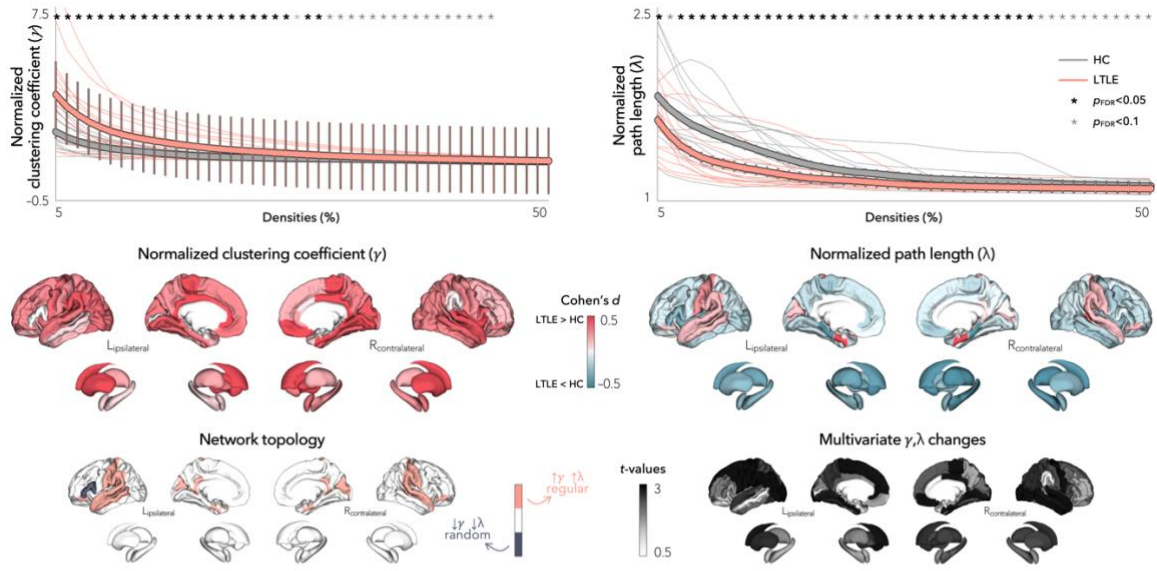 7.5
Normalized
clustering coefficient (γ)
-0.5
5
Densities (%)
50
2.5
Normalized
path length (λ)
1
5
Densities (%)
50
HC
LTLE
* pFDR<0.05
* pFDR<0.1
Normalized clustering coefficient (γ)
Normalized path length (λ)
Lipsilateral
Rcontralateral
Cohen's d
LTLE > HC 0.5
LTLE < HC -0.5
Lipsilateral
Rcontralateral
Network topology
Multivariate γ,λ changes
Lipsilateral
Rcontralateral
↑γ ↑λ
regular
↓γ ↓λ
random
t-values
3
0.5
Lipsilateral
Rcontralateral